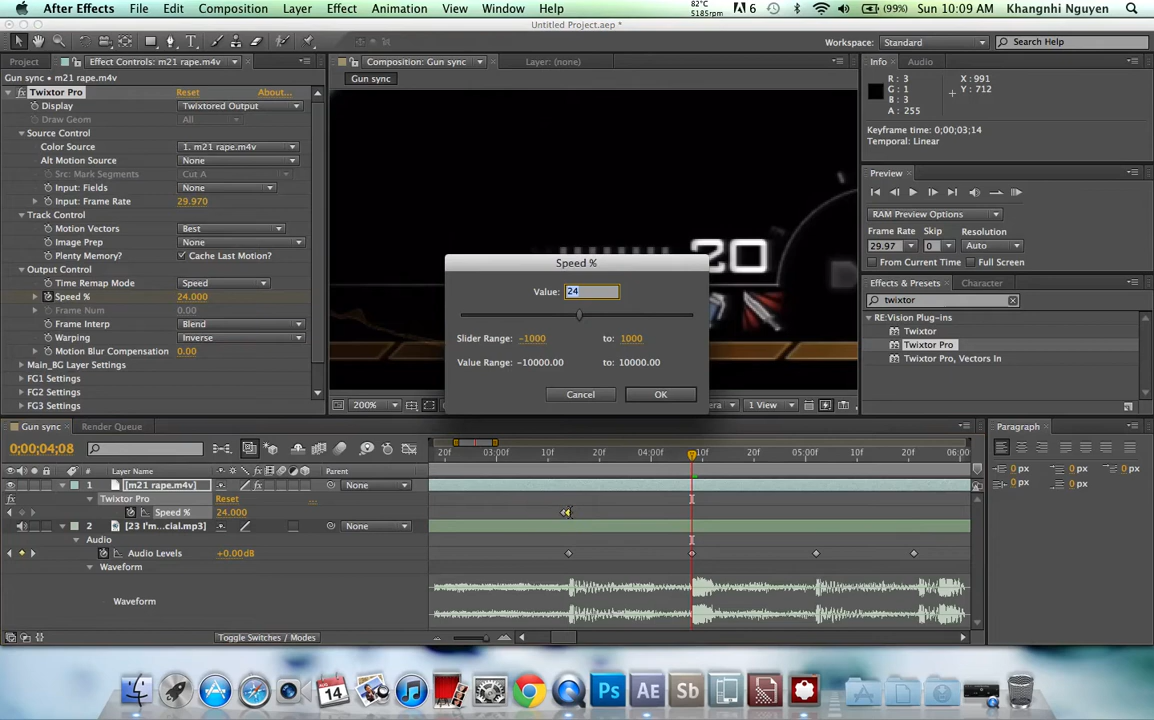 After Effects File Edit Composition Layer Effect Animation View Window Help 82°C 5185rpm 6 (99%) Sun 10:09 AM Khangnhi Nguyen
Untitled Project.aep *
Workspace: Standard Search Help
Project Effect Controls: m21 rape.m4v Composition: Gun sync Layer: (none) Info Audio
Gun sync • m21 rape.m4v
Gun sync
Twixtor Pro Reset About...
Display Twixtored Output
Draw Geom All
Source Control
Color Source 1. m21 rape.m4v
Alt Motion Source None
Src: Mark Segments Cut A
Input: Fields None
Input: Frame Rate 29.970
Track Control
Motion Vectors Best
Image Prep None
Plenty Memory? Cache Last Motion?
Output Control
Time Remap Mode Speed
Speed % 24.000
Frame Num 0.00
Frame Interp Blend
Warping Inverse
Motion Blur Compensation 0.00
Main_BG Settings
FG1 Settings
FG2 Settings
FG3 Settings
20
Speed %
Value: 24
Slider Range: -1000 to: 1000
Value Range: -10000.00 to: 10000.00
Cancel OK
200% 1 View
R: 3 X: 991
G: 1 Y: 712
B: 3
A: 255
Keyframe time: 0;00;03;14
Temporal: Linear
Preview
RAM Preview Options
Frame Rate Skip Resolution
29.97 0 Auto
From Current Time Full Screen
Effects & Presets Character
twixtor
RE:Vision Plug-ins
Twixtor
Twixtor Pro
Twixtor Pro, Vectors In
Gun sync Render Queue
0;00;04;08
20f 03:00f 10f 20f 04:00f 10f 20f 05:00f 10f 20f 06:00
# Layer Name Parent
1 [m21 rape.m4v] None
Twixtor Pro Reset ...
Speed % 24.000
2 [23 I'm...cial.mp3] None
Audio
Audio Levels +0.00dB
Waveform
Waveform
Toggle Switches / Modes
Paragraph
0 px 0 px 0 px
0 px 0 px
AUG 14 Ps AE Sb